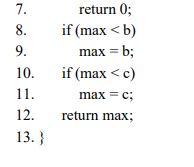 7. return 0;
8. if (max < b)
9. max = b;
10. if (max < c)
11. max = c;
12. return max;
13. }